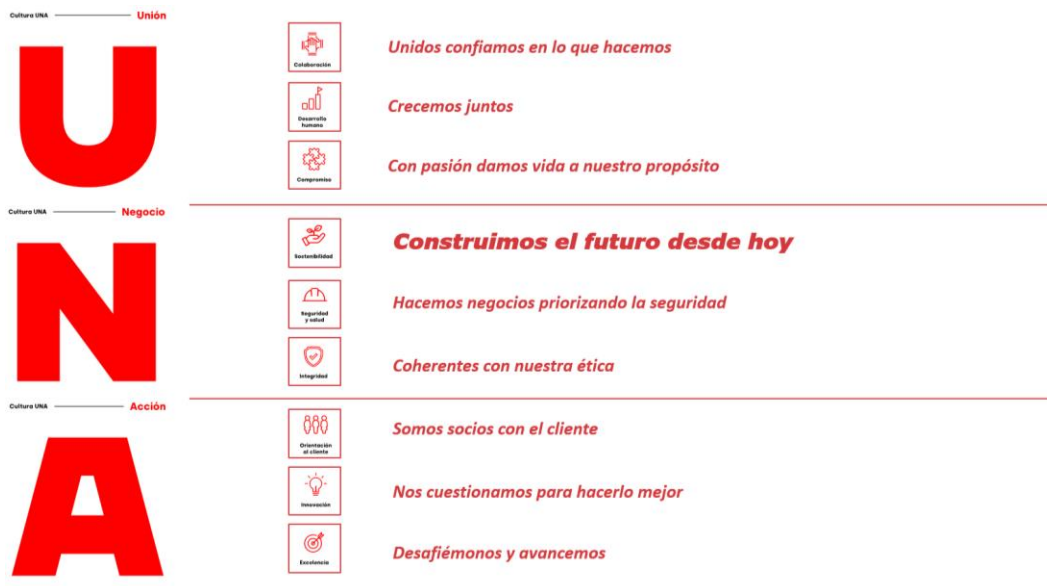 Cultura UNA Unión
U
Colaboración
Unidos confiamos en lo que hacemos
Desarrollo
humano
Crecemos juntos
Compromiso
Con pasión damos vida a nuestro propósito
Cultura UNA Negocio
N
Sostenibilidad
Construimos el futuro desde hoy
Seguridad
y salud
Hacemos negocios priorizando la seguridad
Integridad
Coherentes con nuestra ética
Cultura UNA Acción
A
Orientación
al cliente
Somos socios con el cliente
Innovación
Nos cuestionamos para hacerlo mejor
Excelencia
Desafiémonos y avancemos